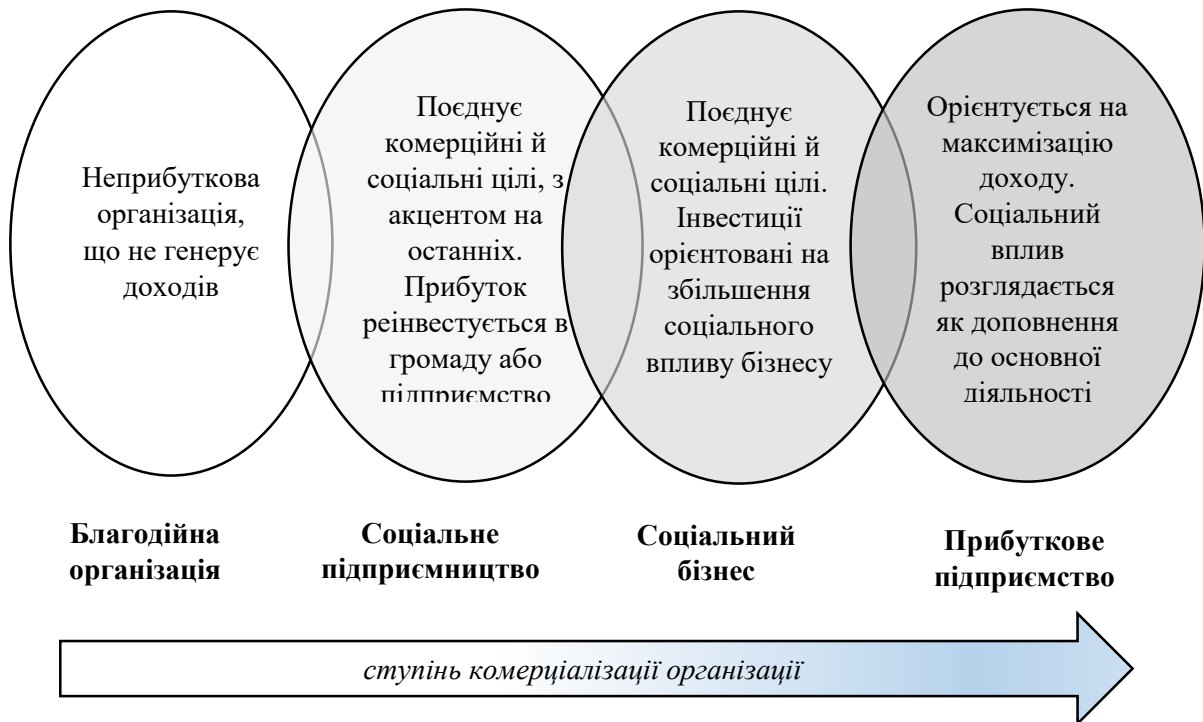 Неприбуткова
організація,
що не генерує
доходів
Поєднує
комерційні й
соціальні цілі, з
акцентом на
останніх.
Прибуток
реінвестується в
громаду або
підприємство
Поєднує
комерційні й
соціальні цілі.
Інвестиції
орієнтовані на
збільшення
соціального
впливу бізнесу
Орієнтується на
максимізацію
доходу.
Соціальний
вплив
розглядається
як доповнення
до основної
діяльності
Благодійна
організація
Соціальне
підприємництво
Соціальний
бізнес
Прибуткове
підприємство
ступінь комерціалізації організації